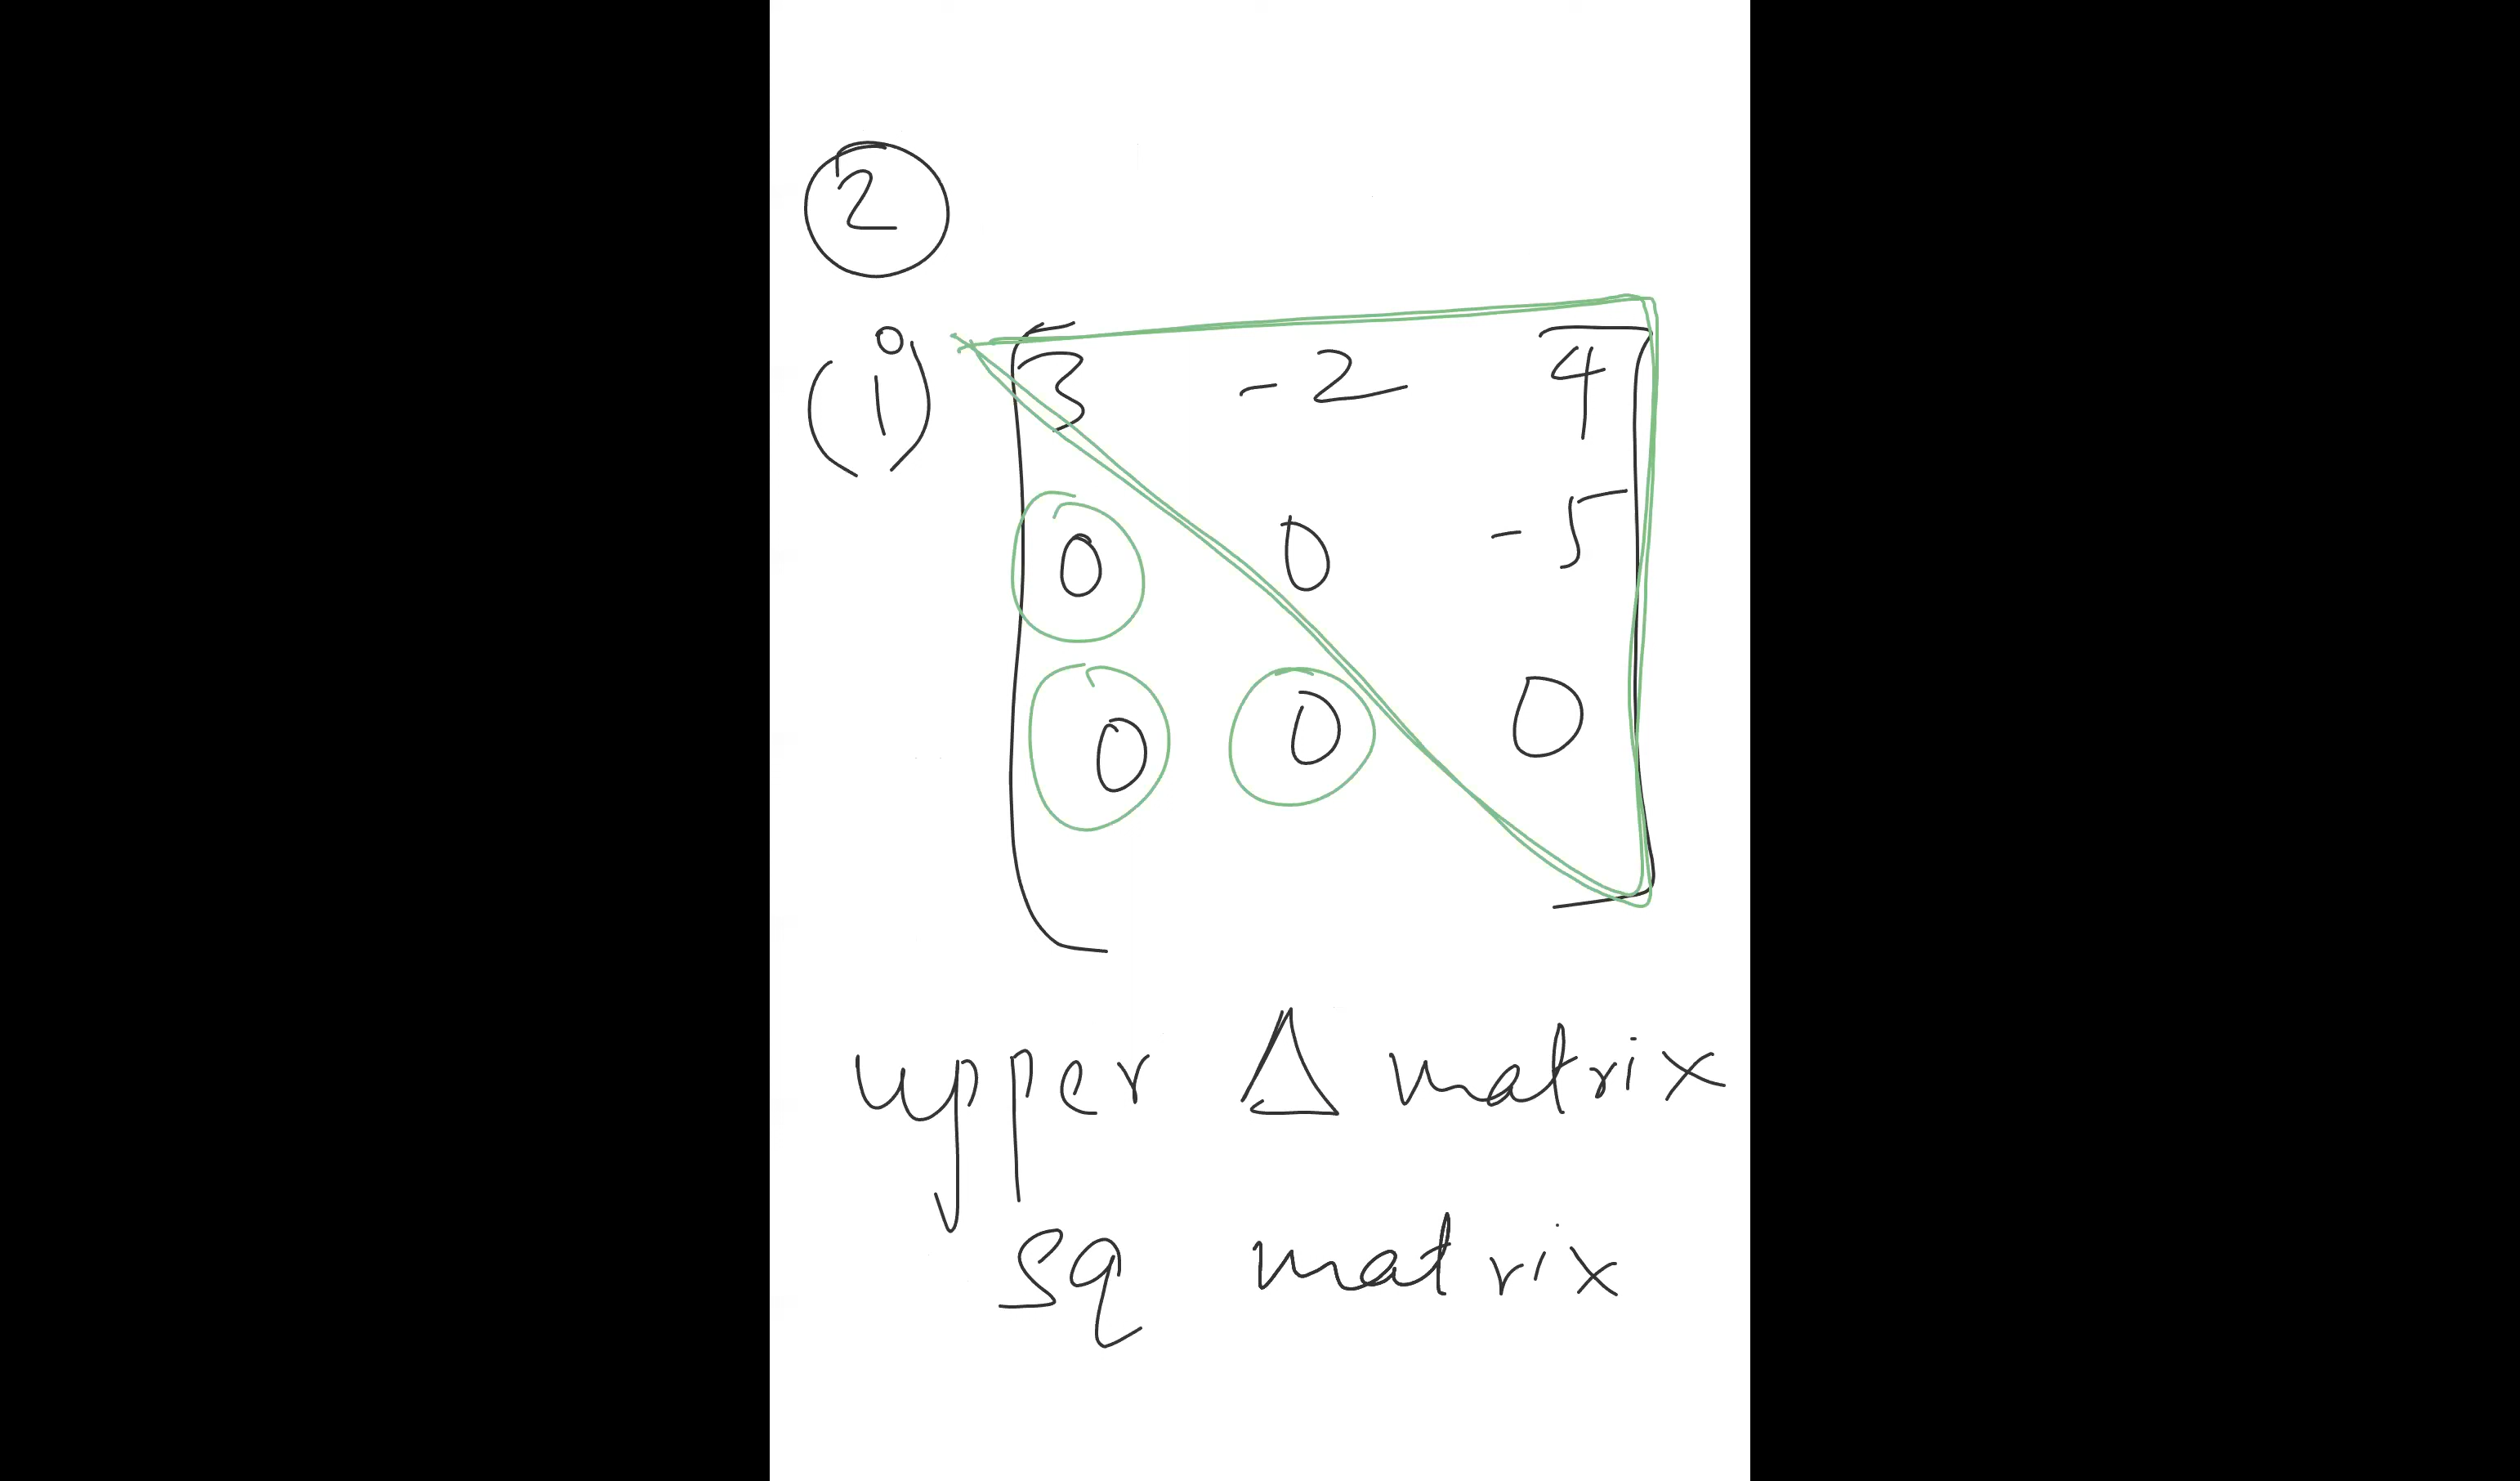 2
(i) 3 -2 4
0 0 -5
0 0 0
upper Δ matrix
sq matrix